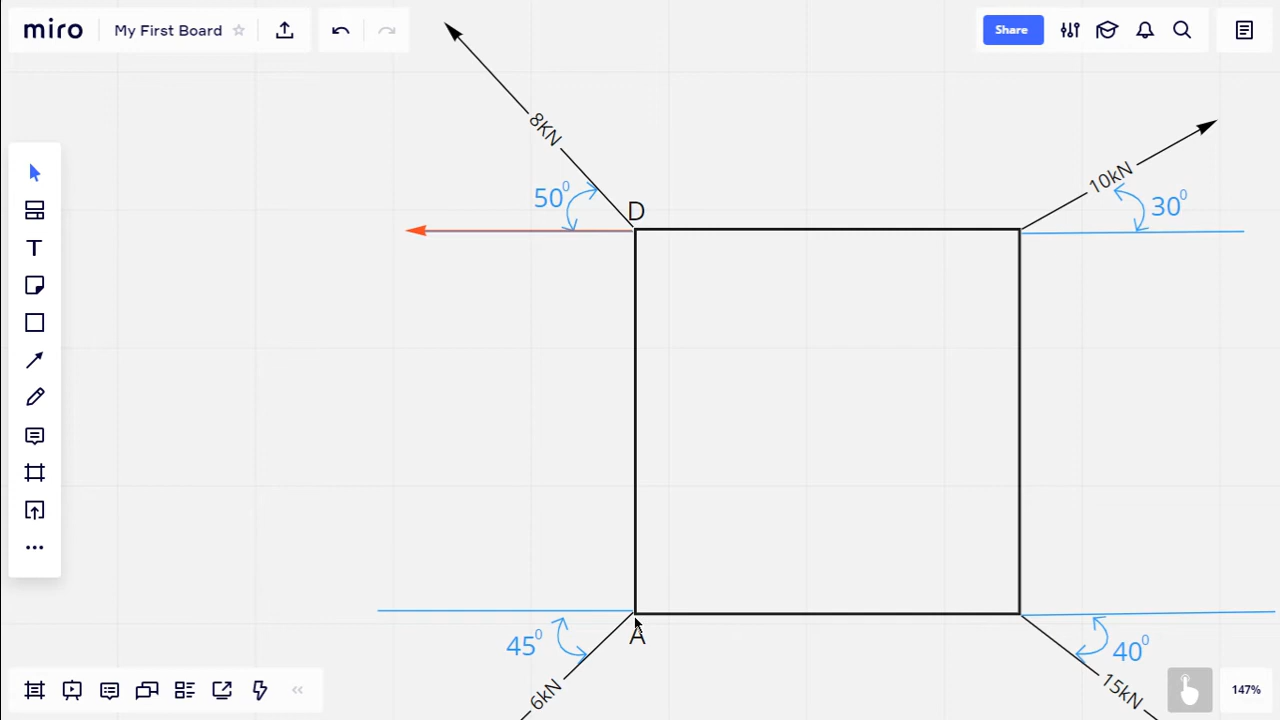 miro
My First Board
Share
8KN
10kN
50⁰
30⁰
D
T
A
45⁰
40⁰
6kN
15kN
147%